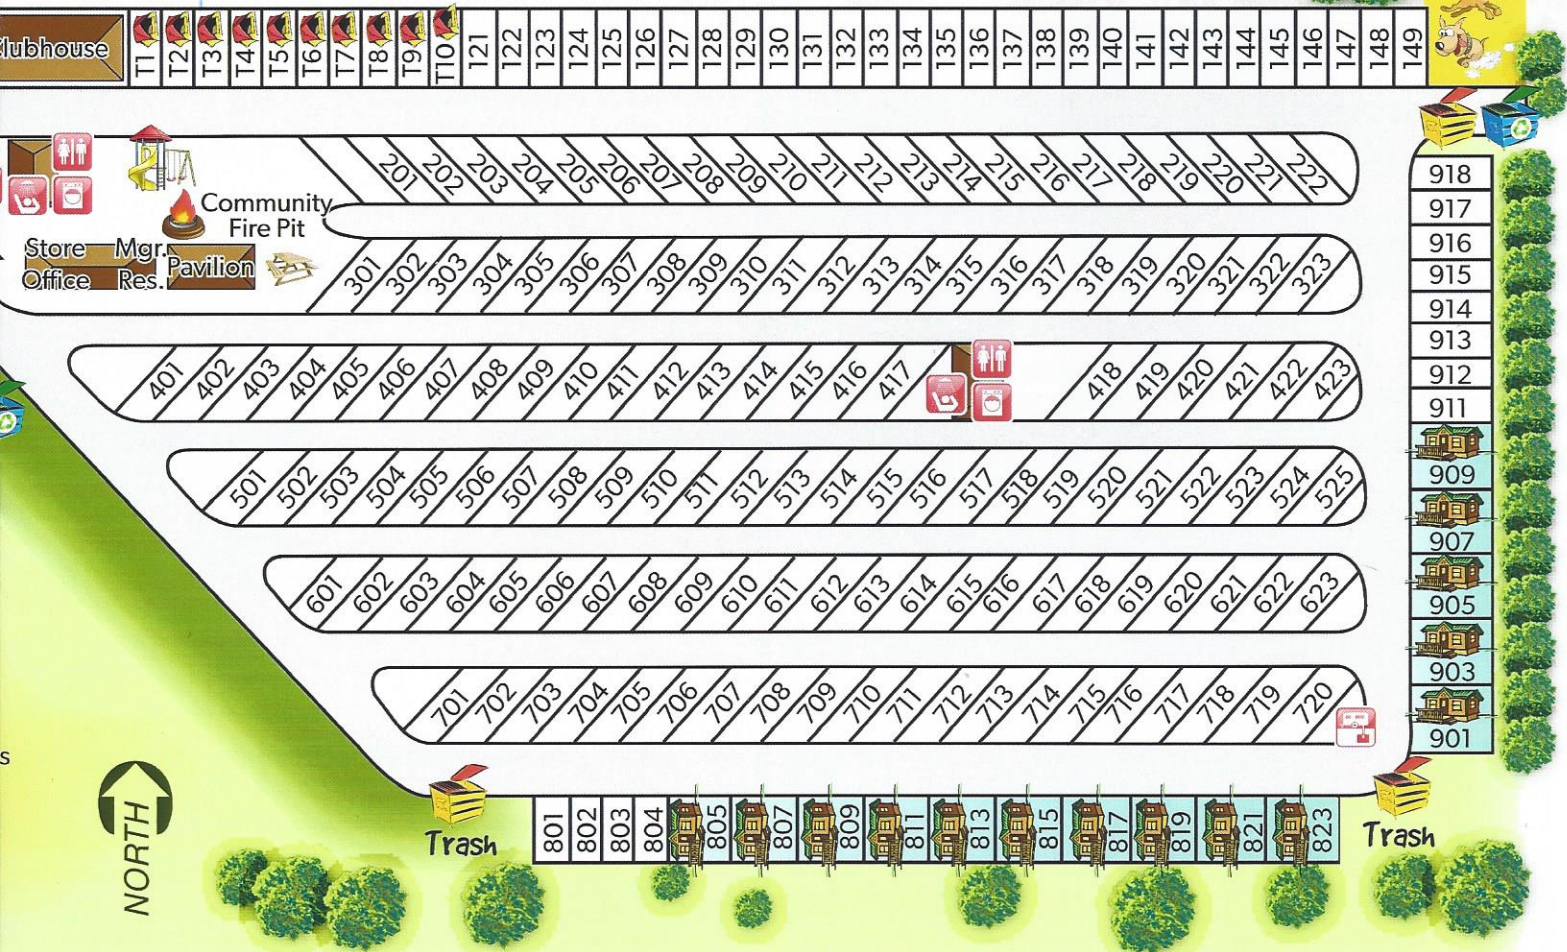 Clubhouse
T1 T2 T3 T4 T5 T6 T7 T8 T9 T10 121 122 123 124 125 126 127 128 129 130 131 132 133 134 135 136 137 138 139 140 141 142 143 144 145 146 147 148 149
201 202 203 204 205 206 207 208 209 210 211 212 213 214 215 216 217 218 219 220 221 222
Community
Fire Pit
Store Mgr.
Office Res.
Pavilion
301 302 303 304 305 306 307 308 309 310 311 312 313 314 315 316 317 318 319 320 321 322 323
401 402 403 404 405 406 407 408 409 410 411 412 413 414 415 416 417 418 419 420 421 422 423
501 502 503 504 505 506 507 508 509 510 511 512 513 514 515 516 517 518 519 520 521 522 523 524 525
601 602 603 604 605 606 607 608 609 610 611 612 613 614 615 616 617 618 619 620 621 622 623
701 702 703 704 705 706 707 708 709 710 711 712 713 714 715 716 717 718 719 720
918
917
916
915
914
913
912
911
909
907
905
903
901
s
NORTH
Trash
801 802 803 804 805 807 809 811 813 815 817 819 821 823
Trash